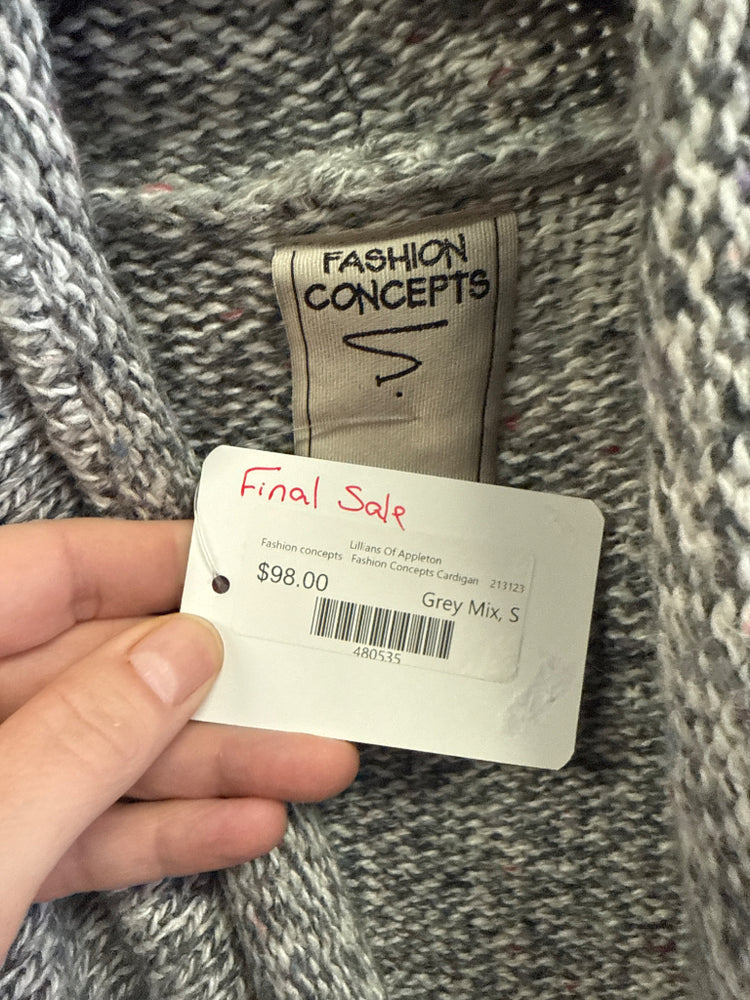 FASHION
CONCEPTS
S
Final Sale
Lillians Of Appleton
Fashion concepts Fashion Concepts Cardigan 213123
$98.00
Grey Mix, S
480535